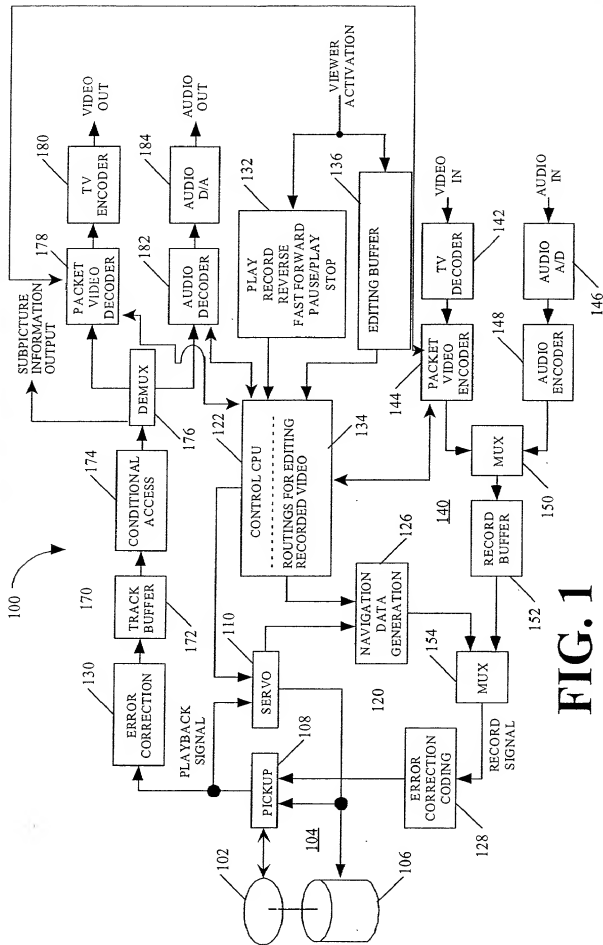 100
SUBPICTURE
INFORMATION
OUTPUT
130
ERROR
CORRECTION
170
TRACK
BUFFER
172
174
CONDITIONAL
ACCESS
DEMUX
176
178
PACKET
VIDEO
DECODER
180
TV
ENCODER
VIDEO
OUT
182
AUDIO
DECODER
184
AUDIO
D/A
AUDIO
OUT
PLAYBACK
SIGNAL
110
SERVO
122
CONTROL CPU
ROUTINGS FOR EDITING
RECORDED VIDEO
134
132
PLAY
RECORD
REVERSE
FAST FORWARD
PAUSE/PLAY
STOP
VIEWER
ACTIVATION
136
EDITING BUFFER
102
PICKUP
108
104
106
120
126
NAVIGATION
DATA
GENERATION
140
144
PACKET
VIDEO
ENCODER
TV
DECODER
142
VIDEO IN
148
AUDIO ENCODER
AUDIO
A/D
146
AUDIO IN
MUX
150
RECORD
BUFFER
152
154
MUX
RECORD
SIGNAL
ERROR
CORRECTION
CODING
128
FIG. 1